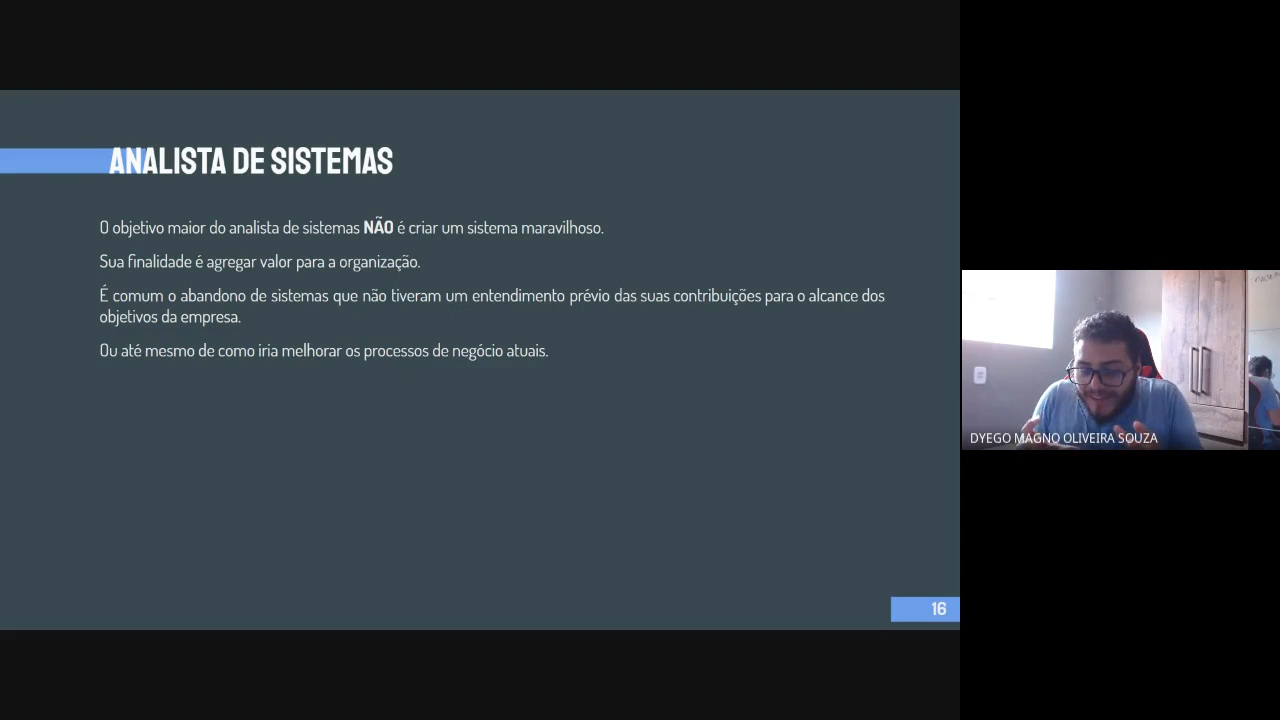 ANALISTA DE SISTEMAS
O objetivo maior do analista de sistemas NÃO é criar um sistema maravilhoso.
Sua finalidade é agregar valor para a organização.
É comum o abandono de sistemas que não tiveram um entendimento prévio das suas contribuições para o alcance dos
objetivos da empresa.
Ou até mesmo de como iria melhorar os processos de negócio atuais.
16
DYEGO MAGNO OLIVEIRA SOUZA